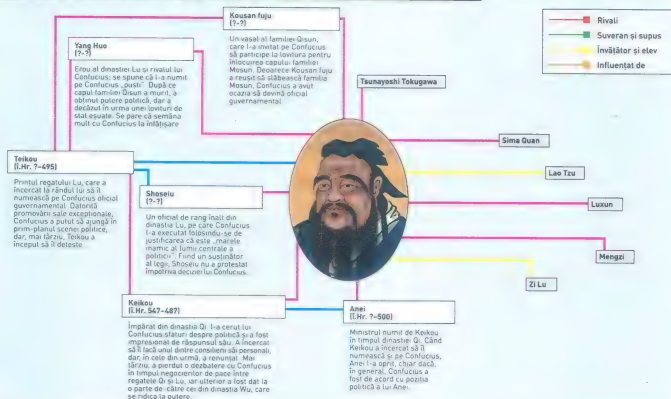 Kousan fuju
(?-?)
Un vasal al familiei Qisun,
care l-a invitat pe Confucius
să participe la lovitura pentru
înlocuirea capului familiei
Mosun. Deoarece Kousan fuju
a reușit să slăbească familia
Mosun, Confucius a avut
ocazia să devină oficial
guvernamental.
Yang Huo
(?-?)
Erou al dinastiei Lu și rivalul lui
Confucius; se spune că l-a numit
pe Confucius „puști”. După ce
capul familiei Qisun a murit, a
obținut putere politică, dar a
decăzut în urma unei lovituri de
stat eșuate. Se pare că semăna
mult cu Confucius la înfățișare
Teikou
(î.Hr. ?-495)
Prințul regatului Lu, care a
încercat la rândul lui să îl
numească pe Confucius oficial
guvernamental. Datorită
promovării sale excepționale,
Confucius a putut să ajungă în
prim-planul scenei politice,
dar, mai târziu, Teikou a
început să îl deteste.
Shoseiu
(?-?)
Un oficial de rang înalt din
dinastia Lu, pe care Confucius
l-a executat folosindu-se de
justificarea că este „marele
inamic al lumii centrale a
politicii”. Fiind un susținător
al legii, Shoseiu nu a protestat
împotriva deciziei lui Confucius.
Keikou
(î.Hr. 547-487)
Împărat din dinastia Qi. I-a cerut lui
Confucius sfaturi despre politică și a fost
impresionat de răspunsul său. A încercat
să îl facă unul dintre consilierii săi personali,
dar, în cele din urmă, a renunțat. Mai
târziu, a pierdut o dezbatere cu Confucius
în timpul negocierilor de pace între
regatele Qi și Lu, iar ulterior a fost dat la
o parte de către cei din dinastia Wu, care
se ridica la putere.
Anei
(î.Hr. ?-500)
Ministrul numit de Keikou
în timpul dinastiei Qi. Când
Keikou a încercat să îl
numească și pe Confucius,
Anei l-a oprit, chiar dacă,
în general, Confucius a
fost de acord cu poziția
politică a lui Anei.
Tsunayoshi Tokugawa
Sima Quan
Lao Tzu
Luxun
Mengzi
Zi Lu
Rivali
Suveran și supus
Învățător și elev
Influențat de